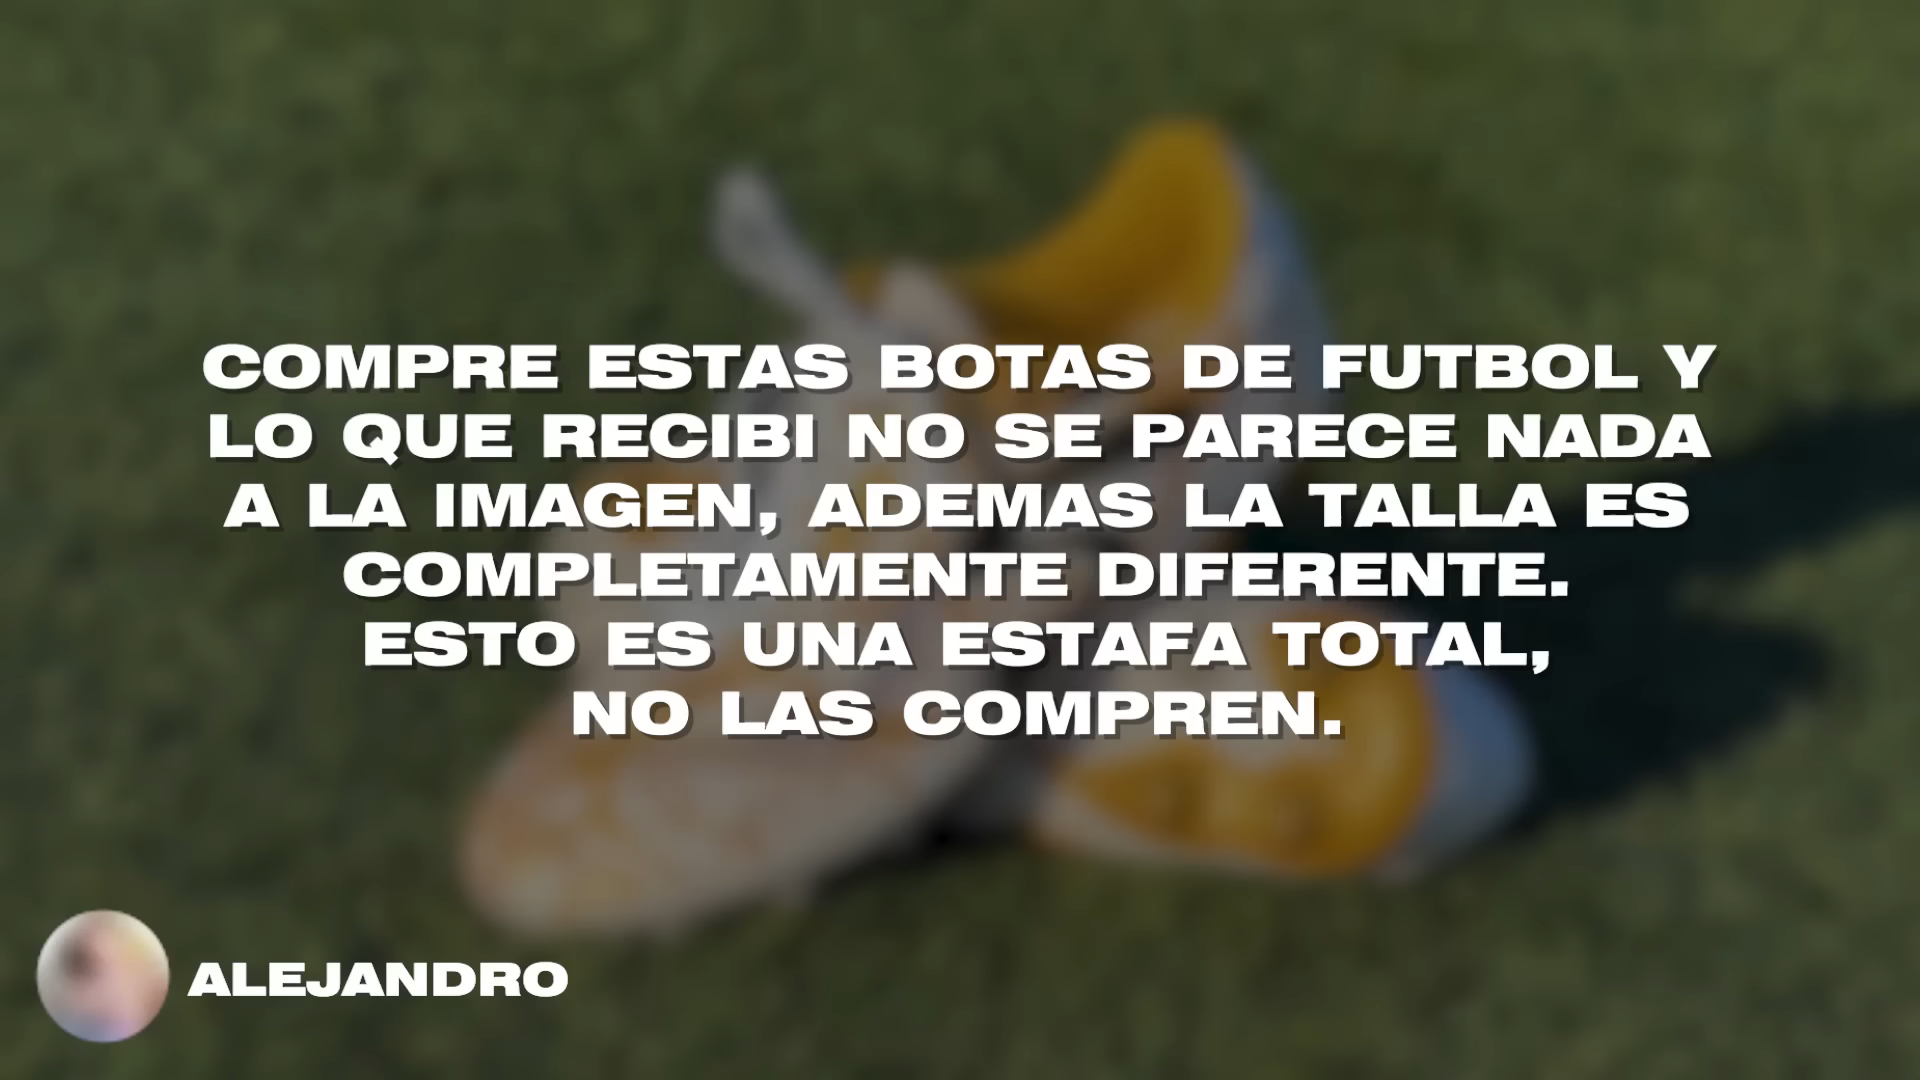 COMPRE ESTAS BOTAS DE FUTBOL Y
LO QUE RECIBI NO SE PARECE NADA
A LA IMAGEN, ADEMAS LA TALLA ES
COMPLETAMENTE DIFERENTE.
ESTO ES UNA ESTAFA TOTAL,
NO LAS COMPREN.
ALEJANDRO